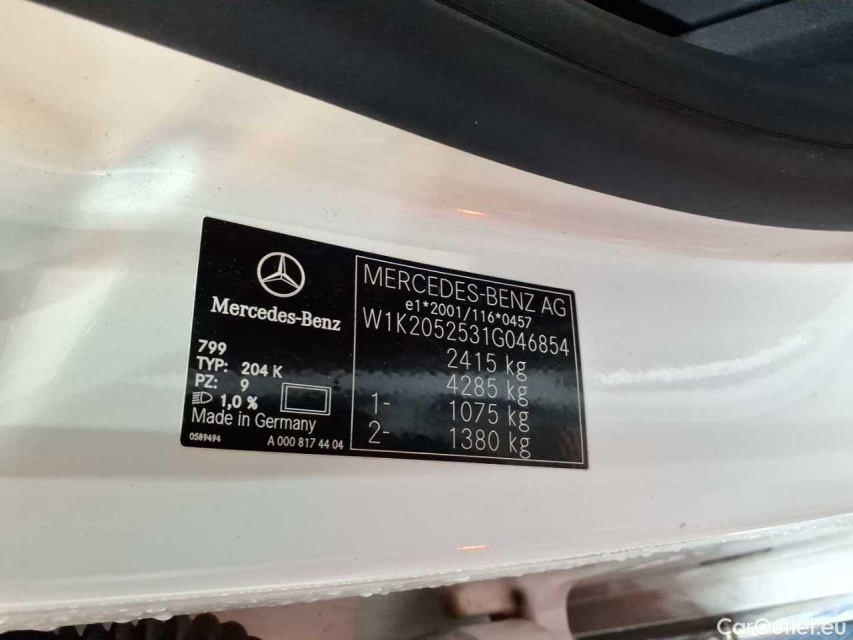 Mercedes-Benz
799
TYP: 204 K
PZ: 9
1,0 %
Made in Germany
0589494 A 000 817 44 04
MERCEDES-BENZ AG
e1*2001/116*0457
W1K2052531G046854
2415 kg
4285 kg
1- 1075 kg
2- 1380 kg
CarOutlet.eu